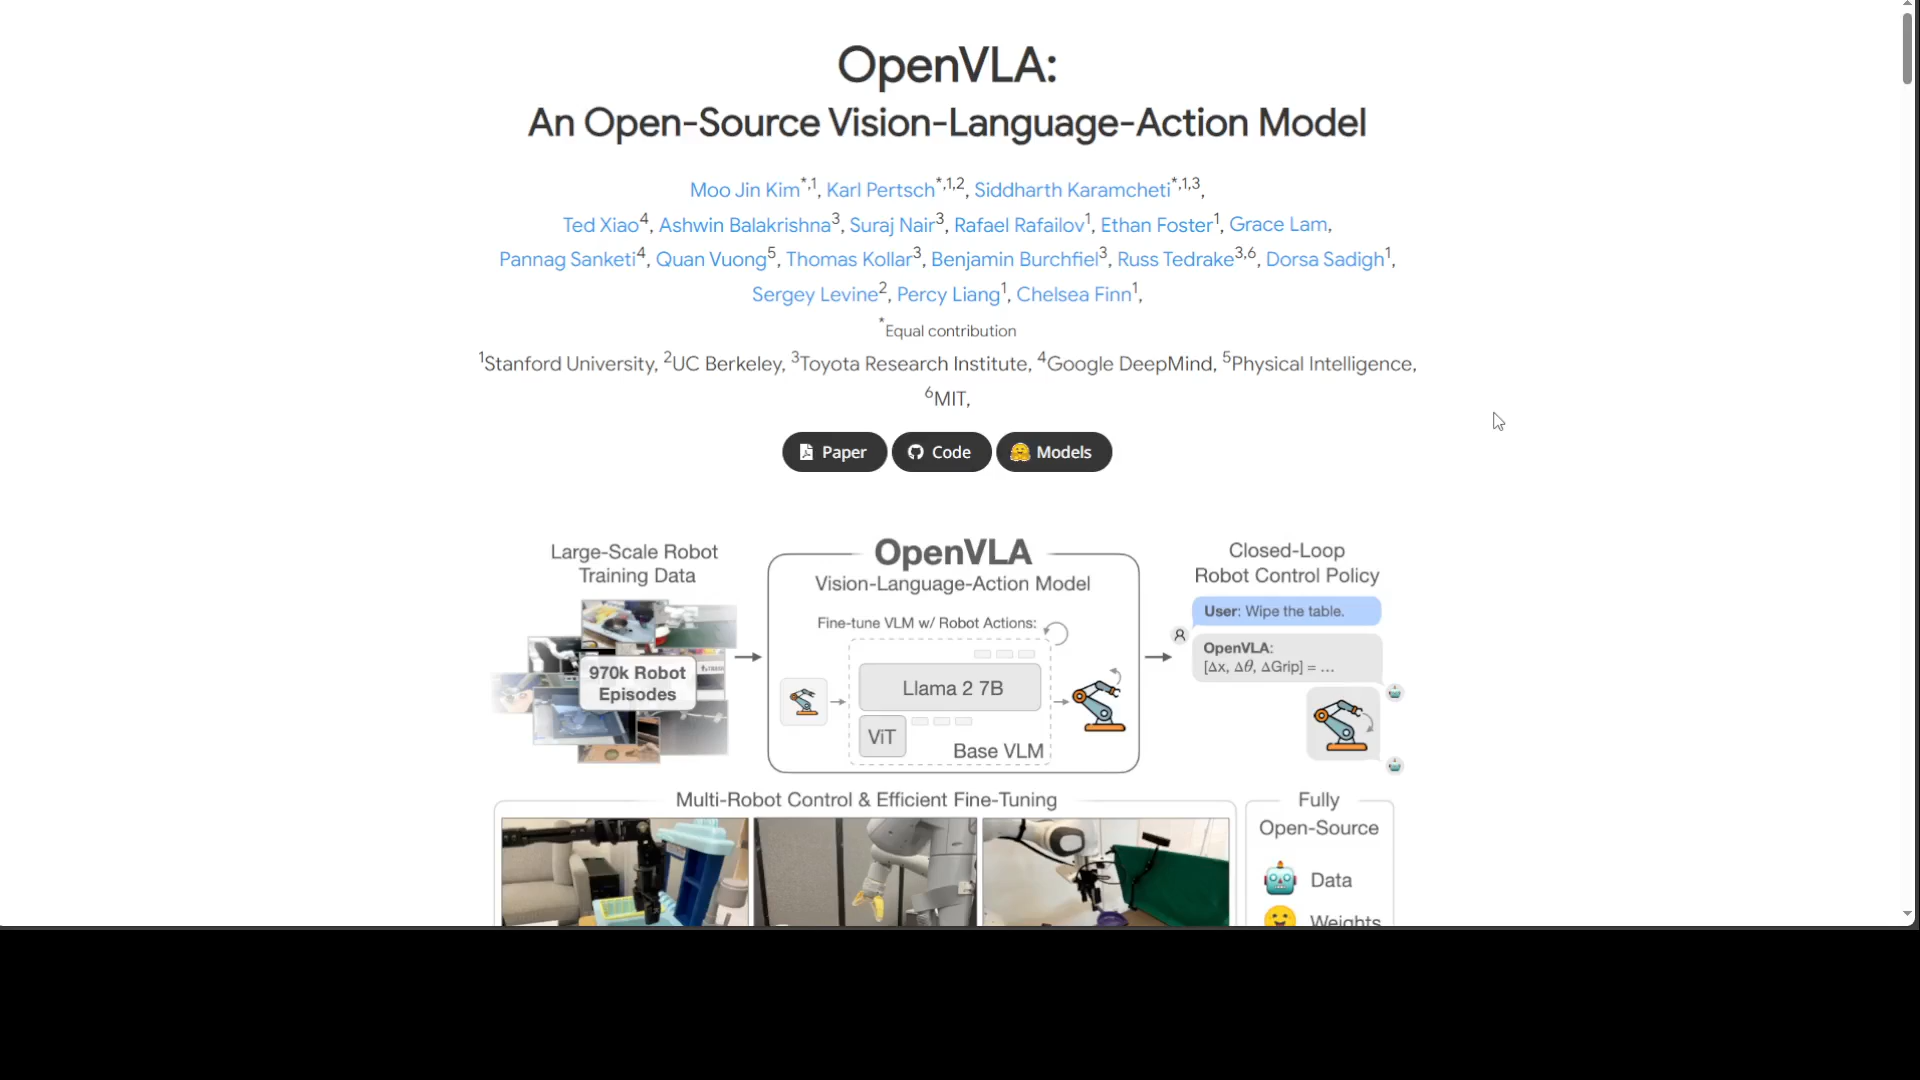 OpenVLA:
An Open-Source Vision-Language-Action Model
Moo Jin Kim*,1, Karl Pertsch*,1,2, Siddharth Karamcheti*,1,3,
Ted Xiao4, Ashwin Balakrishna3, Suraj Nair3, Rafael Rafailov1, Ethan Foster1, Grace Lam,
Pannag Sanketi4, Quan Vuong5, Thomas Kollar3, Benjamin Burchfiel3, Russ Tedrake3,6, Dorsa Sadigh1,
Sergey Levine2, Percy Liang1, Chelsea Finn1,
*Equal contribution
1Stanford University, 2UC Berkeley, 3Toyota Research Institute, 4Google DeepMind, 5Physical Intelligence,
6MIT,
Paper
Code
Models
Large-Scale Robot
Training Data
970k Robot
Episodes
OpenVLA
Vision-Language-Action Model
Fine-tune VLM w/ Robot Actions:
Llama 2 7B
ViT
Base VLM
Closed-Loop
Robot Control Policy
User: Wipe the table.
OpenVLA:
[Δx, Δθ, ΔGrip] = ...
Multi-Robot Control & Efficient Fine-Tuning
Fully
Open-Source
Data
Weights